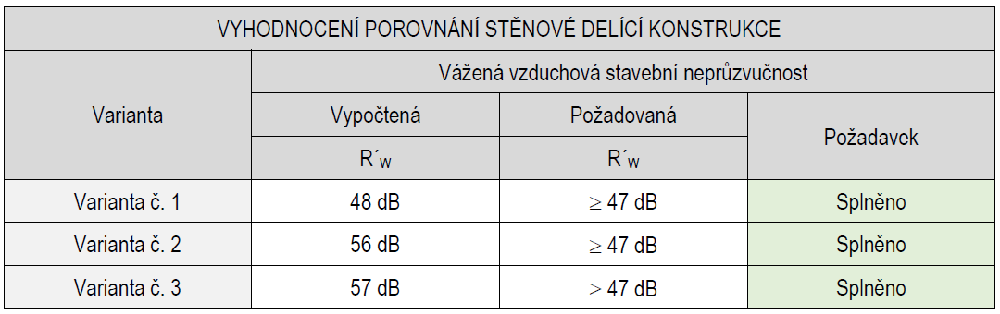 VYHODNOCENÍ POROVNÁNÍ STĚNOVÉ DELÍCÍ KONSTRUKCE
Varianta
Vážená vzduchová stavební neprůzvučnost
Vypočtená
Požadovaná
Požadavek
R´w
R´w
Varianta č. 1
48 dB
≥ 47 dB
Splněno
Varianta č. 2
56 dB
≥ 47 dB
Splněno
Varianta č. 3
57 dB
≥ 47 dB
Splněno